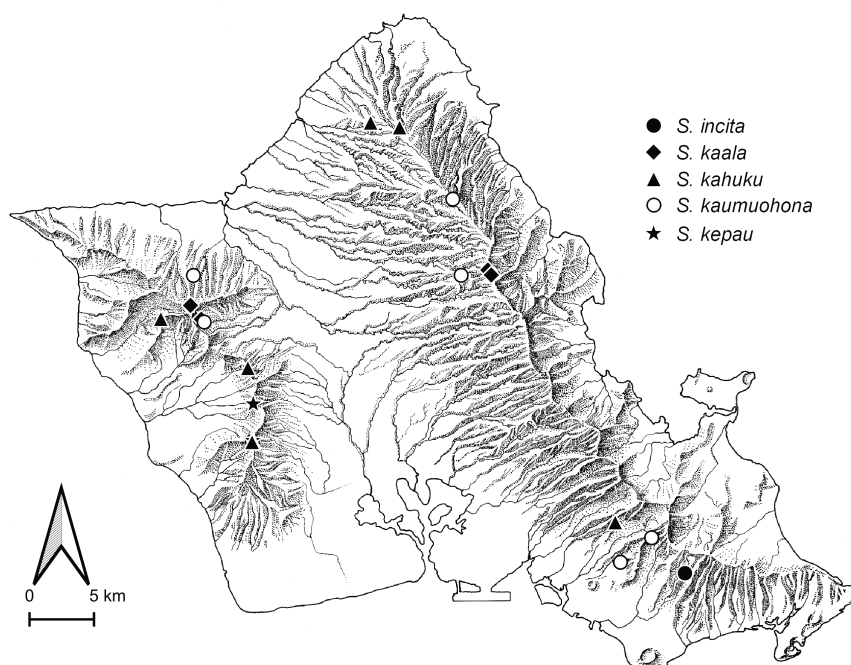 S. incita
S. kaala
S. kahuku
S. kaumuohona
S. kepau
0 5 km